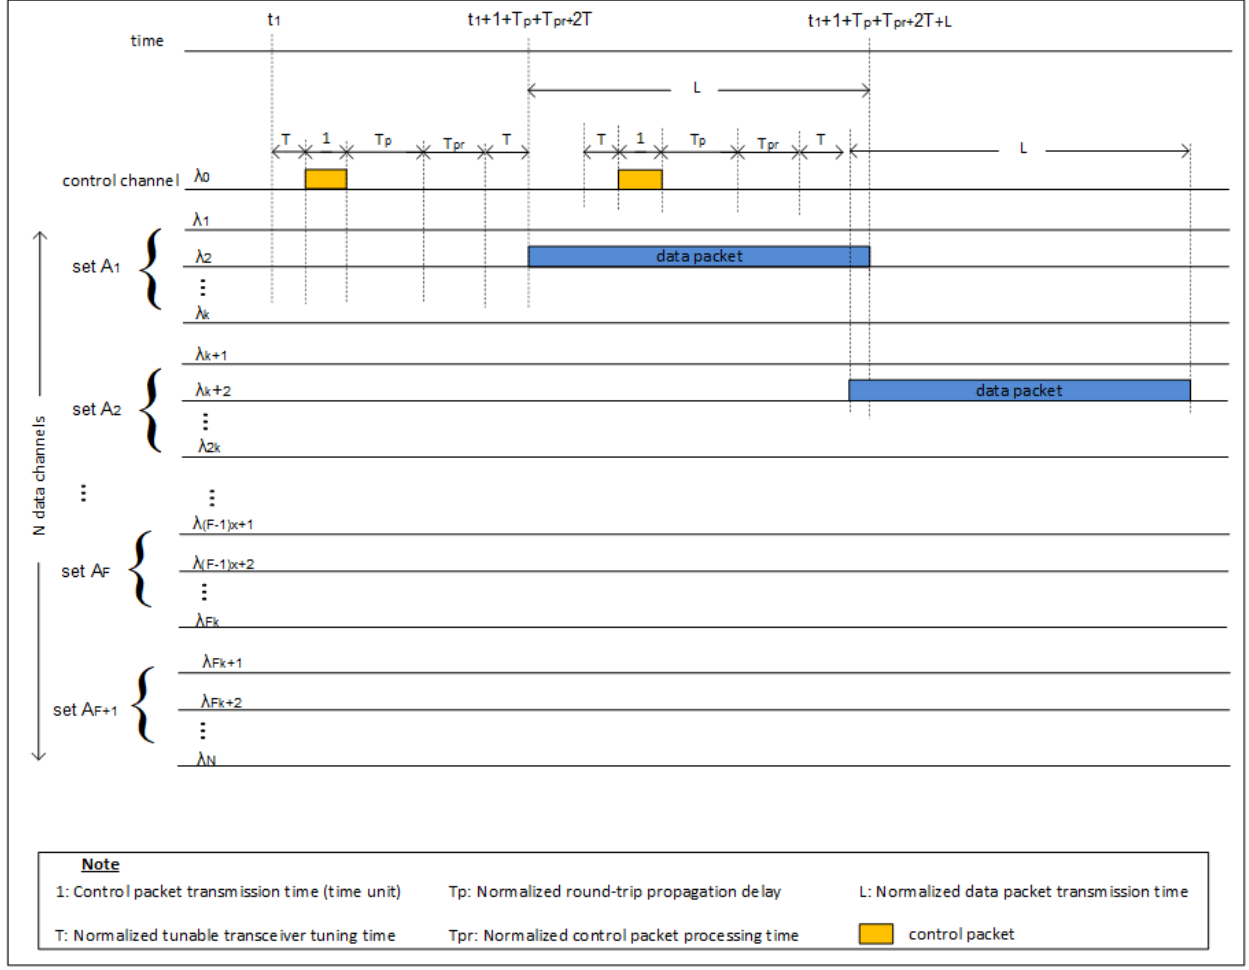 t1
t1+1+Tp+Tpr+2T
t1+1+Tp+Tpr+2T+L
time
L
T 1 Tp Tpr T
T 1 Tp Tpr T
L
control channel λ0
λ1
set A1
λ2
data packet
λk
λk+1
set A2
λk+2
data packet
λ2k
N data channels
λ(F-1)x+1
set AF
λ(F-1)x+2
λFk
λFk+1
set AF+1
λFk+2
λN
Note
1: Control packet transmission time (time unit)
Tp: Normalized round-trip propagation delay
L: Normalized data packet transmission time
T: Normalized tunable transceiver tuning time
Tpr: Normalized control packet processing time
control packet